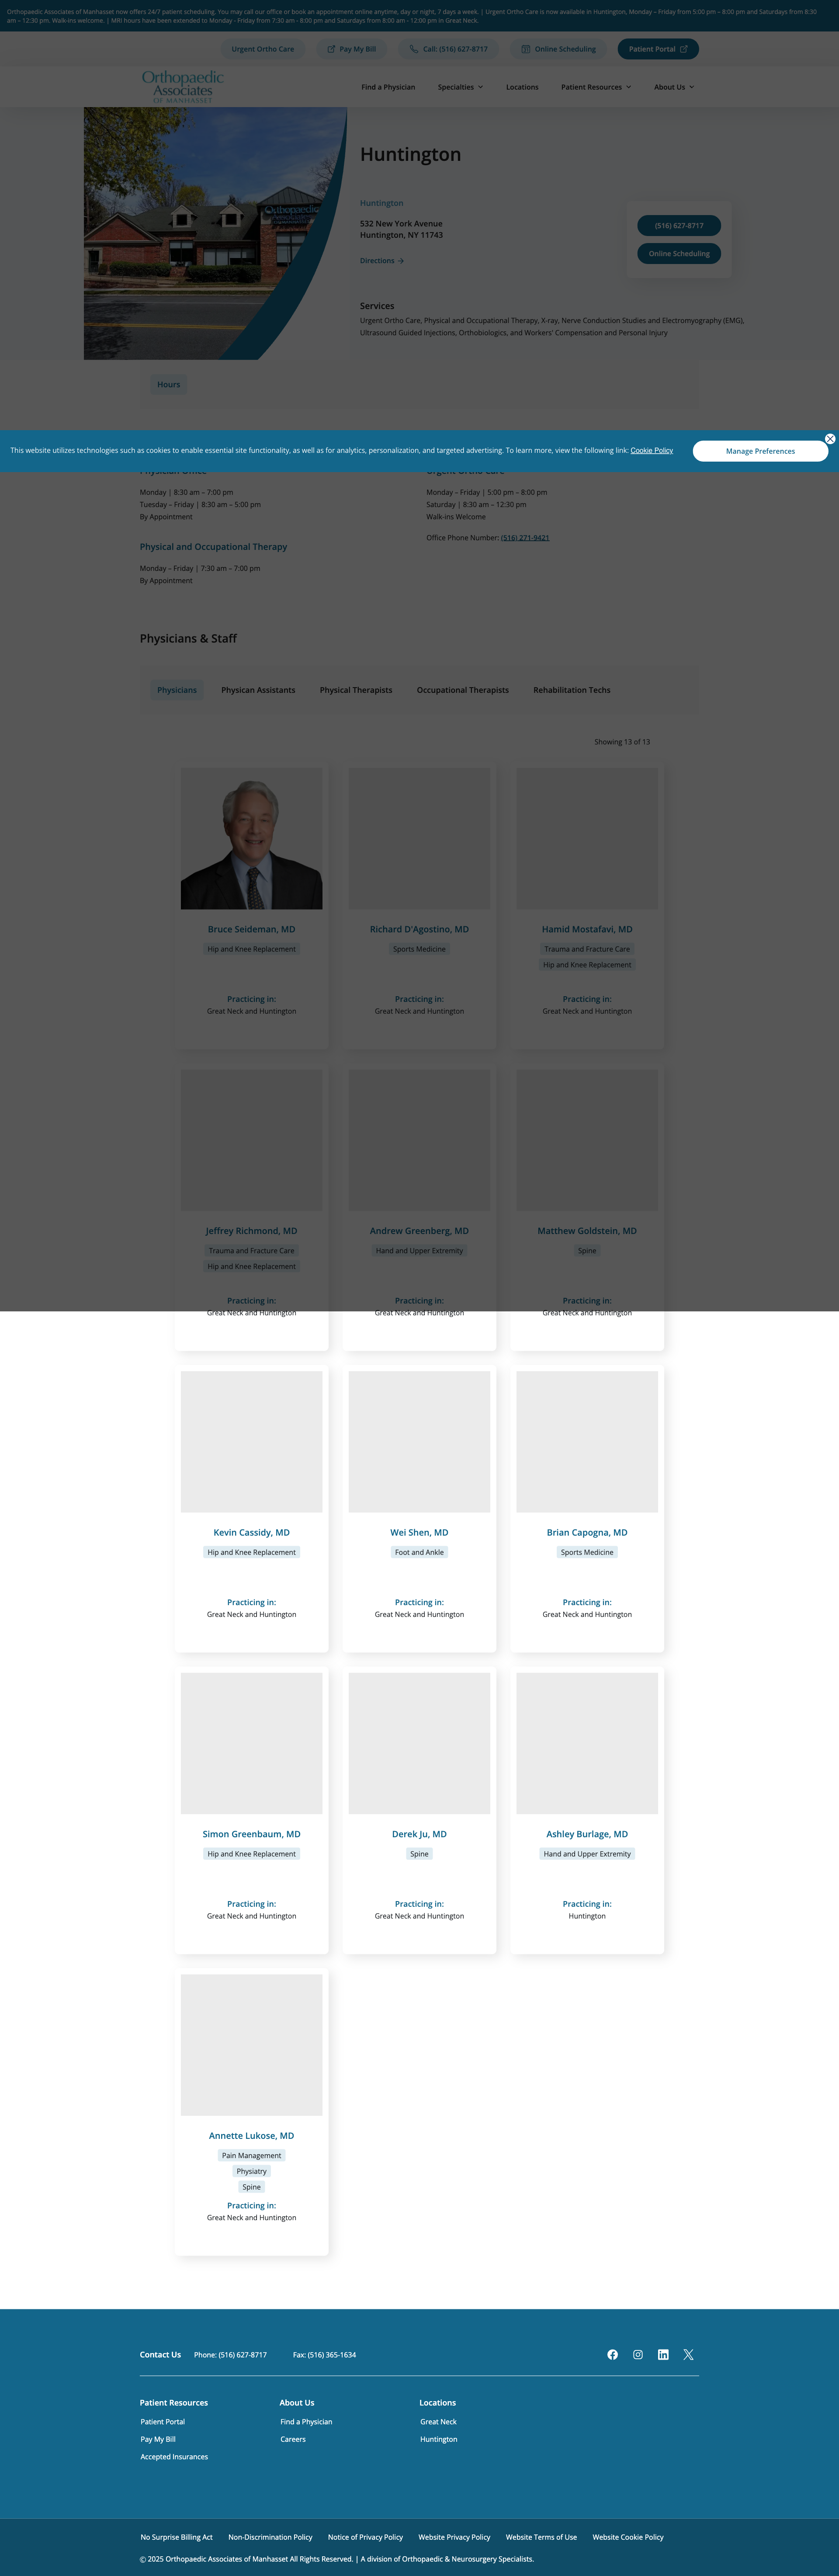 Orthopaedic Associates of Manhasset now offers 24/7 patient scheduling. You may call our office or book an appointment online anytime, day or night, 7 days a week. | Urgent Ortho Care is now available in Huntington, Monday – Friday from 5:00 pm – 8:00 pm and Saturdays from 8:30
am – 12:30 pm. Walk-ins welcome. | MRI hours have been extended to Monday - Friday from 7:30 am - 8:00 pm and Saturdays from 8:00 am - 12:00 pm in Great Neck.
Urgent Ortho Care Pay My Bill Call: (516) 627-8717 Online Scheduling Patient Portal
Orthopaedic
Associates
OF MANHASSET
Find a Physician Specialties Locations Patient Resources About Us
Orthopaedic
Huntington
Huntington
532 New York Avenue
Huntington, NY 11743
Directions
(516) 627-8717
Online Scheduling
Services
Urgent Ortho Care, Physical and Occupational Therapy, X-ray, Nerve Conduction Studies and Electromyography (EMG),
Ultrasound Guided Injections, Orthobiologics, and Workers' Compensation and Personal Injury
Hours
This website utilizes technologies such as cookies to enable essential site functionality, as well as for analytics, personalization, and targeted advertising. To learn more, view the following link: Cookie Policy
Manage Preferences
Physician Office
Monday | 8:30 am – 7:00 pm
Tuesday – Friday | 8:30 am – 5:00 pm
By Appointment
Urgent Ortho Care
Monday – Friday | 5:00 pm – 8:00 pm
Saturday | 8:30 am – 12:30 pm
Walk-ins Welcome
Office Phone Number: (516) 271-9421
Physical and Occupational Therapy
Monday – Friday | 7:30 am – 7:00 pm
By Appointment
Physicians & Staff
Physicians Physican Assistants Physical Therapists Occupational Therapists Rehabilitation Techs
Showing 13 of 13
Bruce Seideman, MD
Hip and Knee Replacement
Practicing in:
Great Neck and Huntington
Richard D'Agostino, MD
Sports Medicine
Practicing in:
Great Neck and Huntington
Hamid Mostafavi, MD
Trauma and Fracture Care
Hip and Knee Replacement
Practicing in:
Great Neck and Huntington
Jeffrey Richmond, MD
Trauma and Fracture Care
Hip and Knee Replacement
Practicing in:
Great Neck and Huntington
Andrew Greenberg, MD
Hand and Upper Extremity
Practicing in:
Great Neck and Huntington
Matthew Goldstein, MD
Spine
Practicing in:
Great Neck and Huntington
Kevin Cassidy, MD
Hip and Knee Replacement
Practicing in:
Great Neck and Huntington
Wei Shen, MD
Foot and Ankle
Practicing in:
Great Neck and Huntington
Brian Capogna, MD
Sports Medicine
Practicing in:
Great Neck and Huntington
Simon Greenbaum, MD
Hip and Knee Replacement
Practicing in:
Great Neck and Huntington
Derek Ju, MD
Spine
Practicing in:
Great Neck and Huntington
Ashley Burlage, MD
Hand and Upper Extremity
Practicing in:
Huntington
Annette Lukose, MD
Pain Management
Physiatry
Spine
Practicing in:
Great Neck and Huntington
Contact Us Phone: (516) 627-8717 Fax: (516) 365-1634
Patient Resources
Patient Portal
Pay My Bill
Accepted Insurances
About Us
Find a Physician
Careers
Locations
Great Neck
Huntington
No Surprise Billing Act Non-Discrimination Policy Notice of Privacy Policy Website Privacy Policy Website Terms of Use Website Cookie Policy
© 2025 Orthopaedic Associates of Manhasset All Rights Reserved. | A division of Orthopaedic & Neurosurgery Specialists.